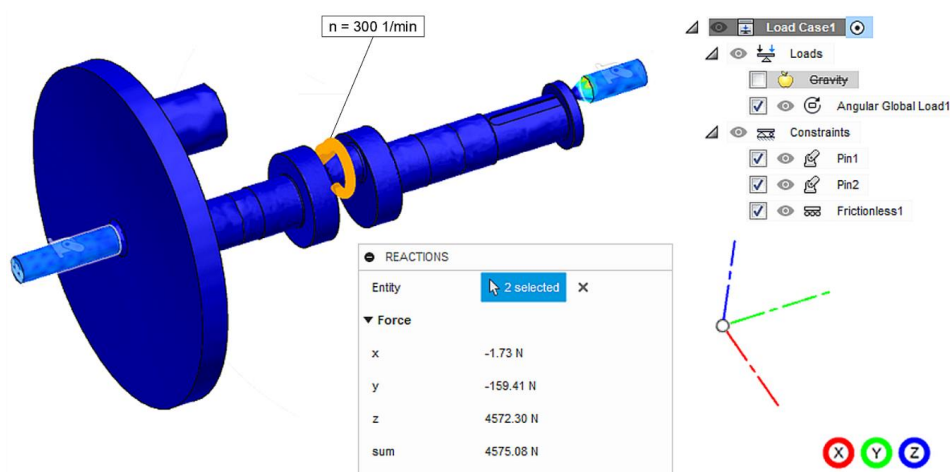 n = 300 1/min
Load Case1
Loads
Gravity
Angular Global Load1
Constraints
Pin1
Pin2
Frictionless1
REACTIONS
Entity 2 selected
Force
x -1.73 N
y -159.41 N
z 4572.30 N
sum 4575.08 N
X Y Z